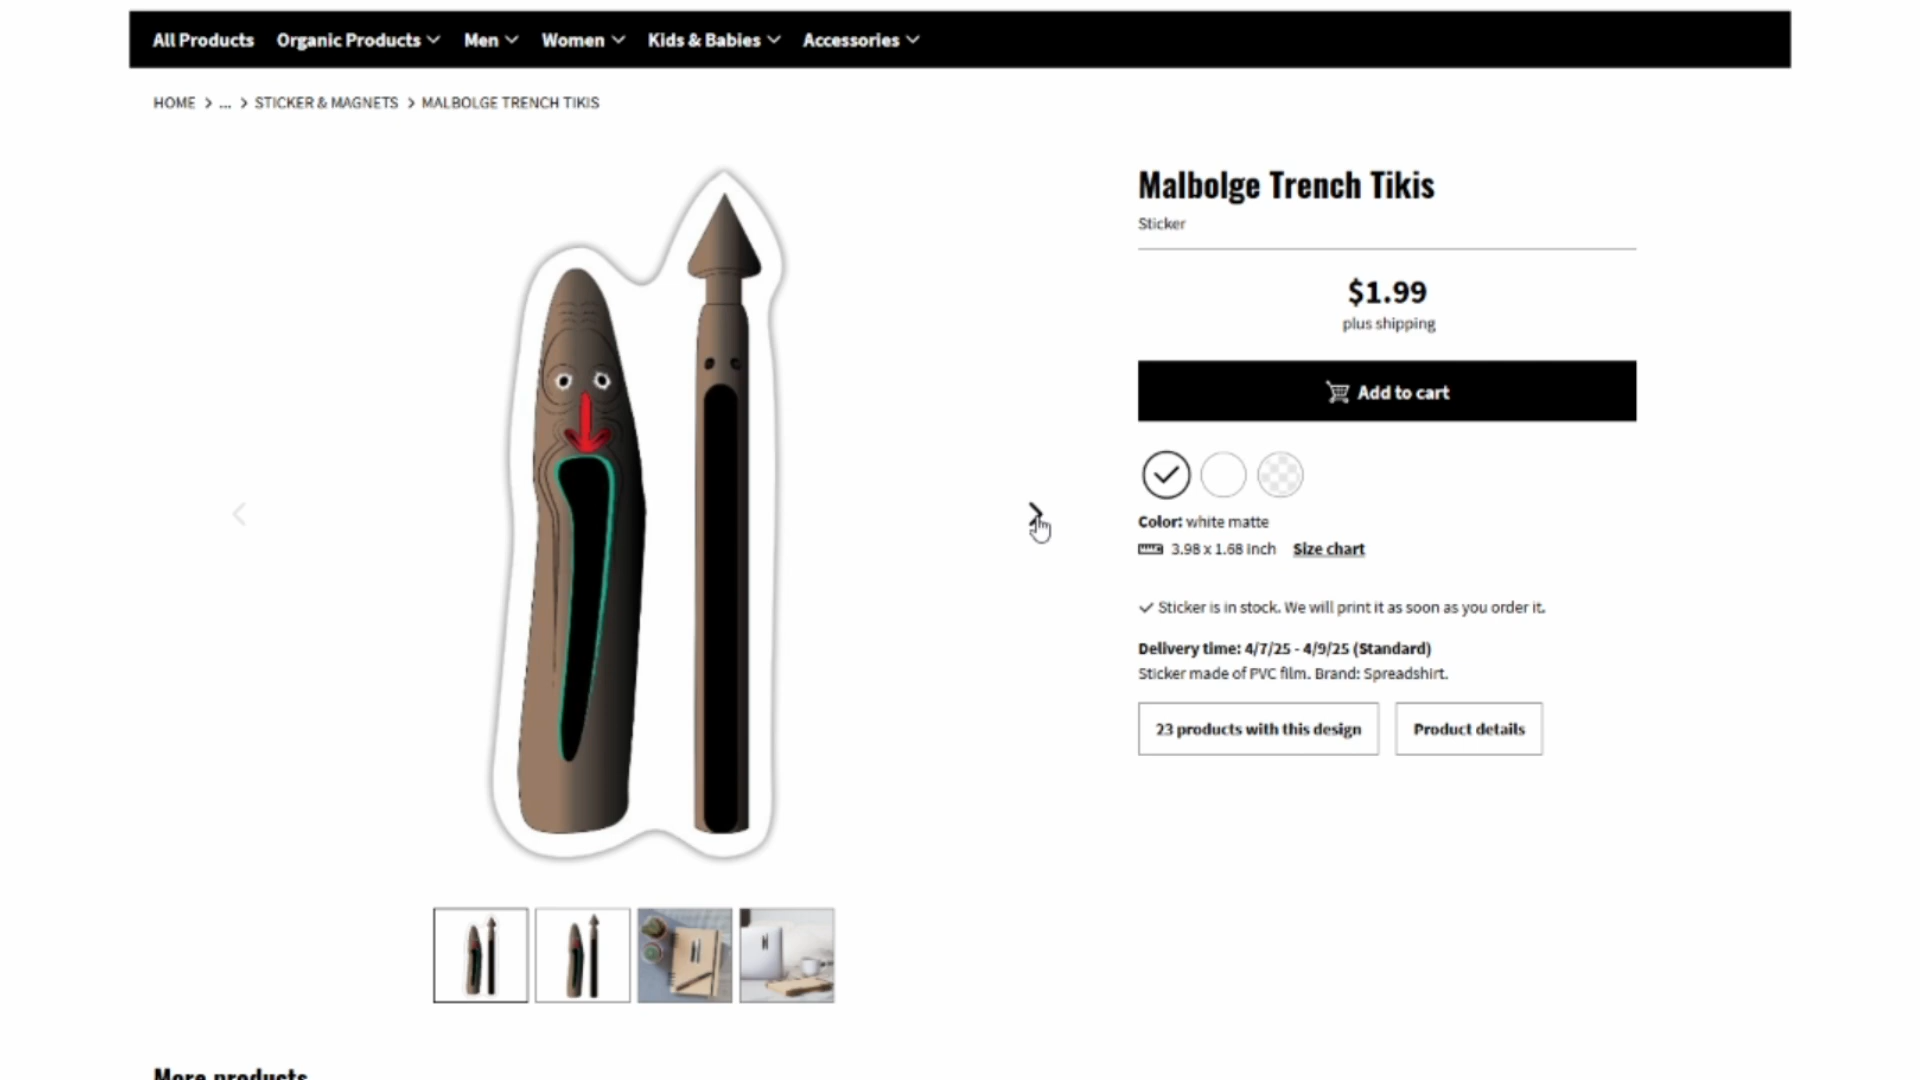 All Products Organic Products Men Women Kids & Babies Accessories
HOME > ... > STICKER & MAGNETS > MALBOLGE TRENCH TIKIS
Malbolge Trench Tikis
Sticker
$1.99
plus shipping
Add to cart
Color: white matte
3.98 x 1.68 inch Size chart
Sticker is in stock. We will print it as soon as you order it.
Delivery time: 4/7/25 - 4/9/25 (Standard)
Sticker made of PVC film. Brand: Spreadshirt.
23 products with this design Product details
More products